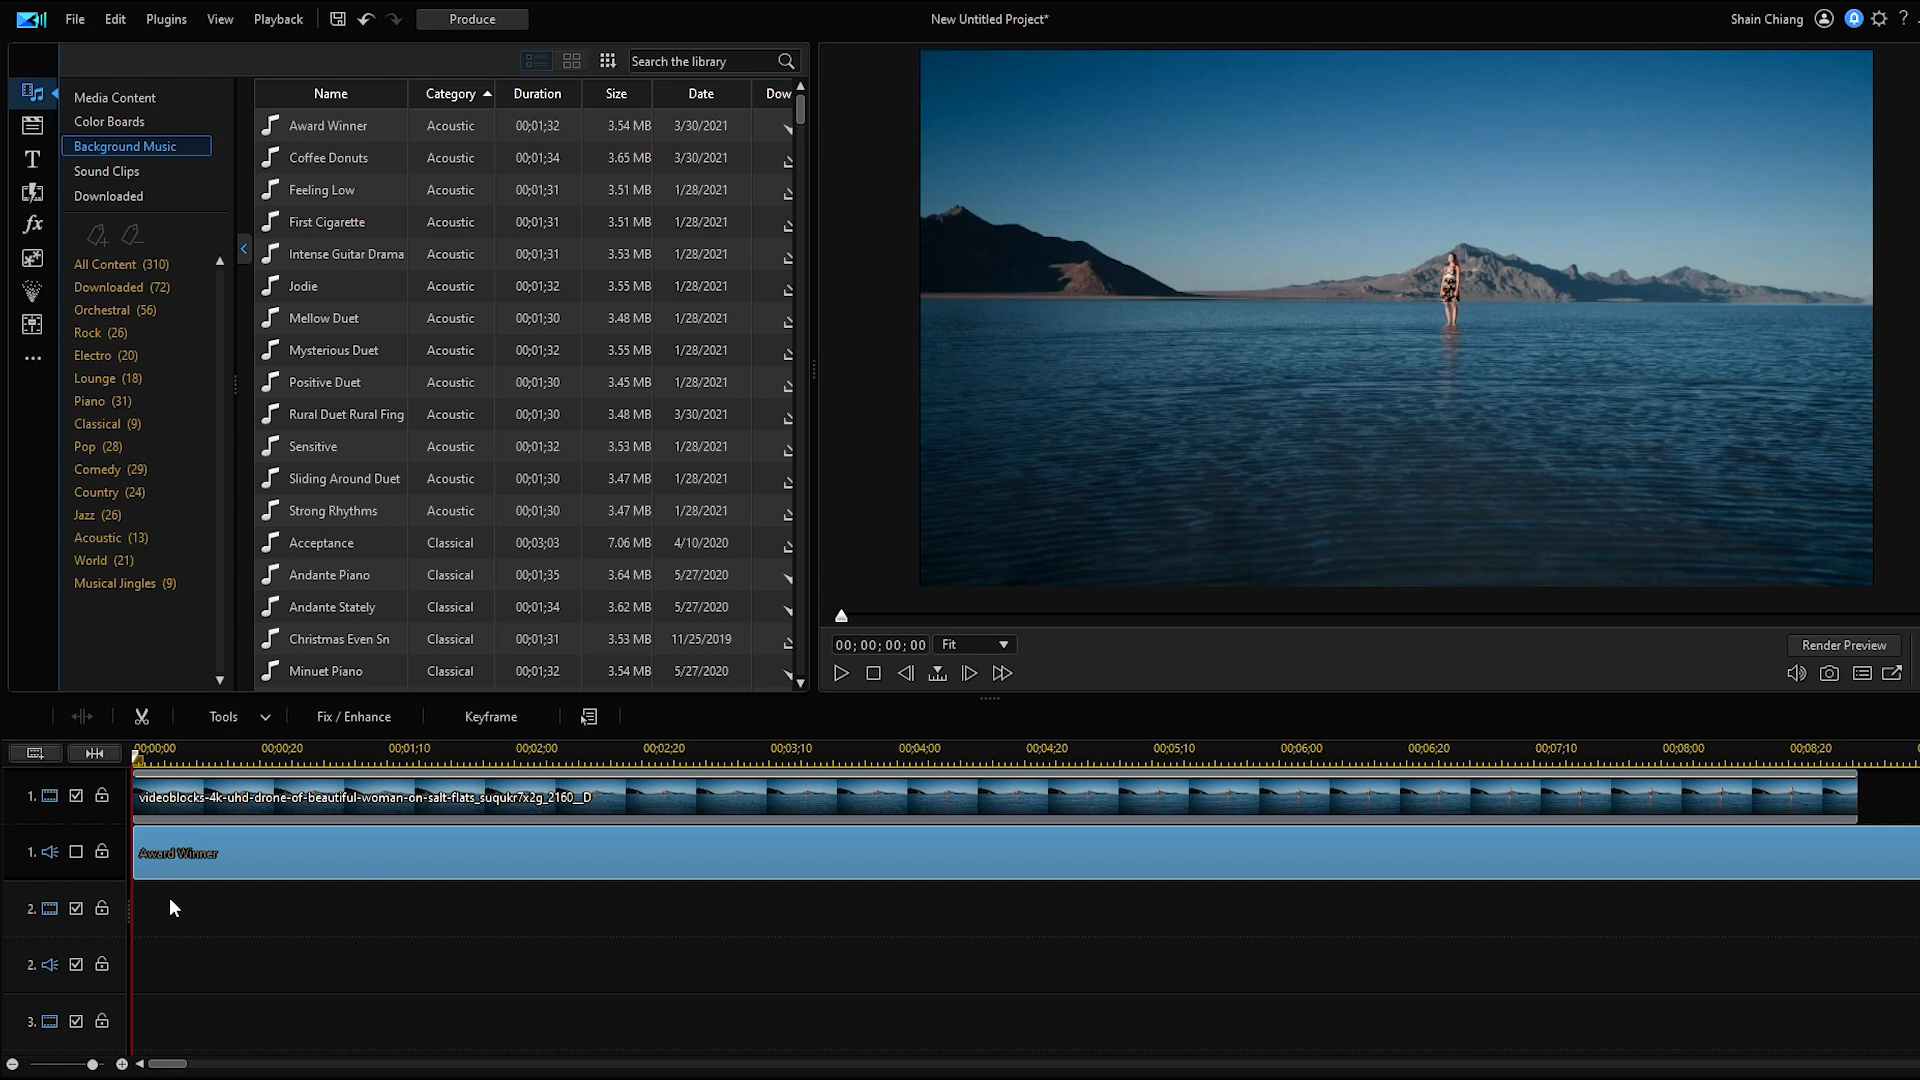 File Edit Plugins View Playback Produce New Untitled Project* Shain Chiang ?
Search the library
Media Content
Color Boards
Background Music
Sound Clips
Downloaded
All Content (310)
Downloaded (72)
Orchestral (56)
Rock (26)
Electro (20)
Lounge (18)
Piano (31)
Classical (9)
Pop (28)
Comedy (29)
Country (24)
Jazz (26)
Acoustic (13)
World (21)
Musical Jingles (9)
Name Category Duration Size Date Dow
Award Winner Acoustic 00;01;32 3.54 MB 3/30/2021
Coffee Donuts Acoustic 00;01;34 3.65 MB 3/30/2021
Feeling Low Acoustic 00;01;31 3.51 MB 1/28/2021
First Cigarette Acoustic 00;01;31 3.51 MB 1/28/2021
Intense Guitar Drama Acoustic 00;01;31 3.53 MB 1/28/2021
Jodie Acoustic 00;01;32 3.55 MB 1/28/2021
Mellow Duet Acoustic 00;01;30 3.48 MB 1/28/2021
Mysterious Duet Acoustic 00;01;32 3.55 MB 1/28/2021
Positive Duet Acoustic 00;01;30 3.45 MB 1/28/2021
Rural Duet Rural Fing Acoustic 00;01;30 3.48 MB 3/30/2021
Sensitive Acoustic 00;01;32 3.53 MB 1/28/2021
Sliding Around Duet Acoustic 00;01;30 3.47 MB 1/28/2021
Strong Rhythms Acoustic 00;01;30 3.47 MB 1/28/2021
Acceptance Classical 00;03;03 7.06 MB 4/10/2020
Andante Piano Classical 00;01;35 3.64 MB 5/27/2020
Andante Stately Classical 00;01;34 3.62 MB 5/27/2020
Christmas Even Sn Classical 00;01;31 3.53 MB 11/25/2019
Minuet Piano Classical 00;01;32 3.54 MB 5/27/2020
00; 00; 00; 00 Fit Render Preview
Tools Fix / Enhance Keyframe
00;00;00 00;00;20 00;01;10 00;02;00 00;02;20 00;03;10 00;04;00 00;04;20 00;05;10 00;06;00 00;06;20 00;07;10 00;08;00 00;08;20
1. videoblocks-4k-uhd-drone-of-beautiful-woman-on-salt-flats_suqukr7x2g_2160__D
1. Award Winner
2.
2.
3.